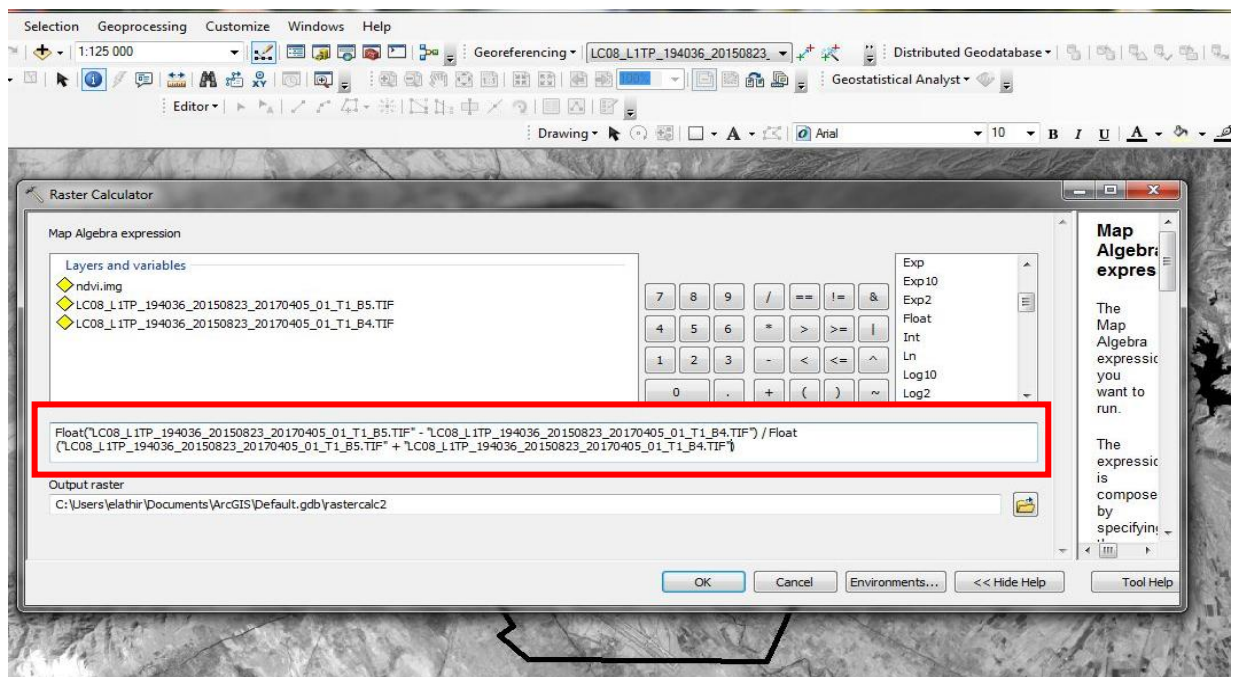 Selection Geoprocessing Customize Windows Help
1:125 000 Georeferencing LC08_L1TP_194036_20150823_ Distributed Geodatabase
100% Geostatistical Analyst
Editor
Drawing A Arial 10 B I U A
Raster Calculator
Map Algebra expression
Layers and variables
ndvi.img
LC08_L1TP_194036_20150823_20170405_01_T1_B5.TIF
LC08_L1TP_194036_20150823_20170405_01_T1_B4.TIF
7 8 9 / == != &
4 5 6 * > >= |
1 2 3 - < <= ^
0 . + ( ) ~
Exp
Exp10
Exp2
Float
Int
Ln
Log10
Log2
Float("LC08_L1TP_194036_20150823_20170405_01_T1_B5.TIF" - "LC08_L1TP_194036_20150823_20170405_01_T1_B4.TIF") / Float
("LC08_L1TP_194036_20150823_20170405_01_T1_B5.TIF" + "LC08_L1TP_194036_20150823_20170405_01_T1_B4.TIF")
Output raster
C:\Users\elathir\Documents\ArcGIS\Default.gdb\rastercalc2
OK Cancel Environments... << Hide Help Tool Help
Map
Algebra
expres
The
Map
Algebra
expressic
you
want to
run.
The
expressic
is
compose
by
specifying